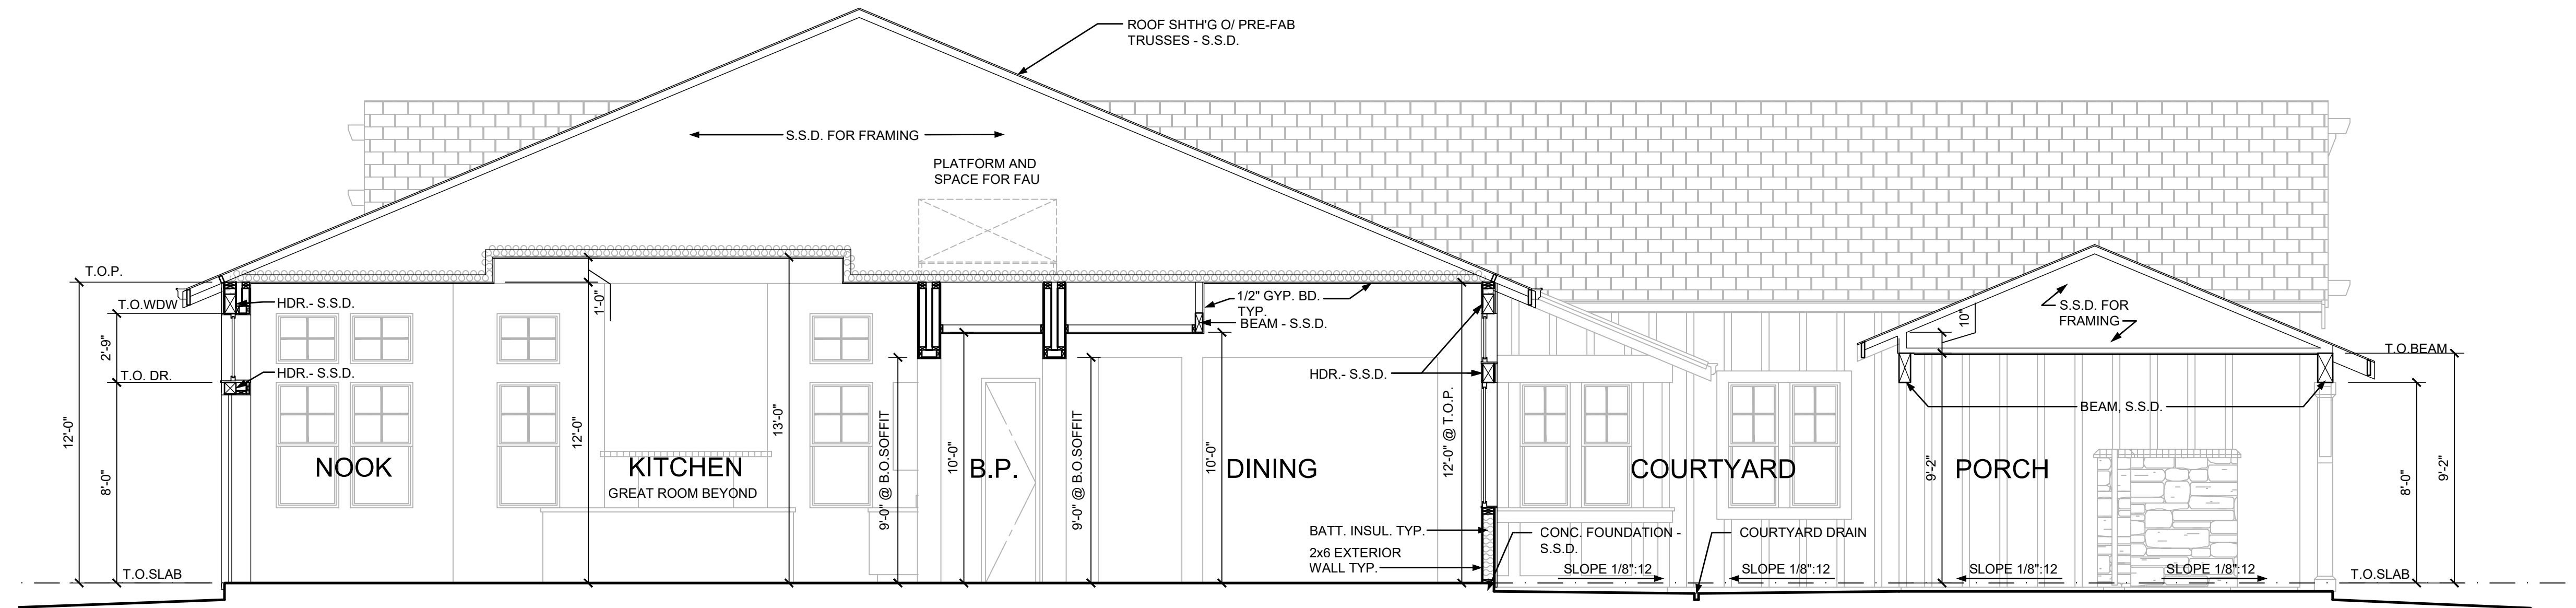 ROOF SHTH'G O/ PRE-FAB
TRUSSES - S.S.D.
S.S.D. FOR FRAMING
PLATFORM AND
SPACE FOR FAU
T.O.P.
T.O.WDW
HDR.- S.S.D.
1'-0"
1/2" GYP. BD.
TYP.
BEAM - S.S.D.
10"
S.S.D. FOR
FRAMING
2'-9"
T.O. DR.
HDR.- S.S.D.
HDR.- S.S.D.
T.O.BEAM
BEAM, S.S.D.
12'-0"
8'-0"
NOOK
12'-0"
KITCHEN
GREAT ROOM BEYOND
13'-0"
9'-0" @ B.O.SOFFIT
10'-0"
B.P.
9'-0" @ B.O.SOFFIT
10'-0"
DINING
12'-0" @ T.O.P.
COURTYARD
9'-2"
PORCH
8'-0"
9'-2"
BATT. INSUL. TYP.
2x6 EXTERIOR
WALL TYP.
CONC. FOUNDATION -
S.S.D.
COURTYARD DRAIN
T.O.SLAB
SLOPE 1/8":12
SLOPE 1/8":12
SLOPE 1/8":12
SLOPE 1/8":12
T.O.SLAB